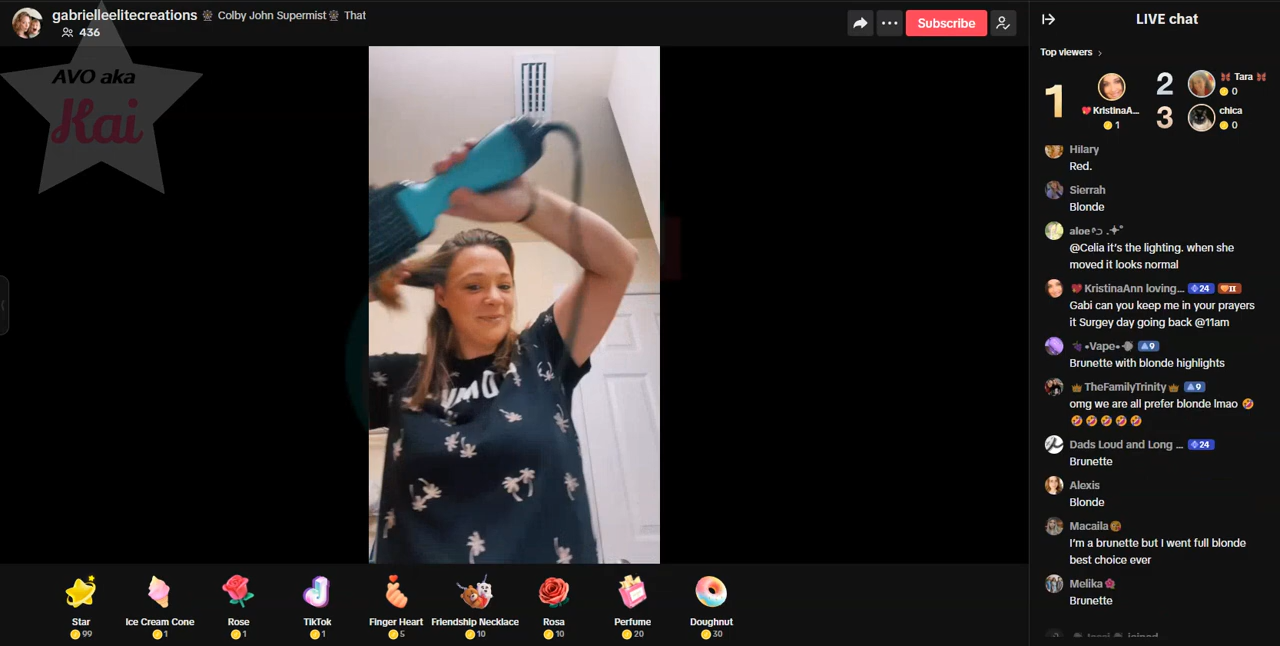 gabrielleelitecreations 🎡 Colby John Supermist🎡 That
436
Subscribe
AVO aka
Kai
LIVE chat
Top viewers >
1
❤️KristinaA...
1
2
🎀 Tara 🎀
0
3
chica
0
Hilary
Red.
Sierrah
Blonde
aloe
@Celia it's the lighting. when she
moved it looks normal
❤️KristinaAnn loving... 24 II
Gabi can you keep me in your prayers
it Surgey day going back @11am
🍇•Vape• 9
Brunette with blonde highlights
👑TheFamilyTrinity👑 9
omg we are all prefer blonde lmao 🤣
🤣🤣🤣🤣🤣
Dads Loud and Long ... 24
Brunette
Alexis
Blonde
Macaila
I'm a brunette but I went full blonde
best choice ever
Melika🌺
Brunette
joined
Star
99
Ice Cream Cone
1
Rose
1
TikTok
1
Finger Heart
5
Friendship Necklace
10
Rosa
10
Perfume
20
Doughnut
30